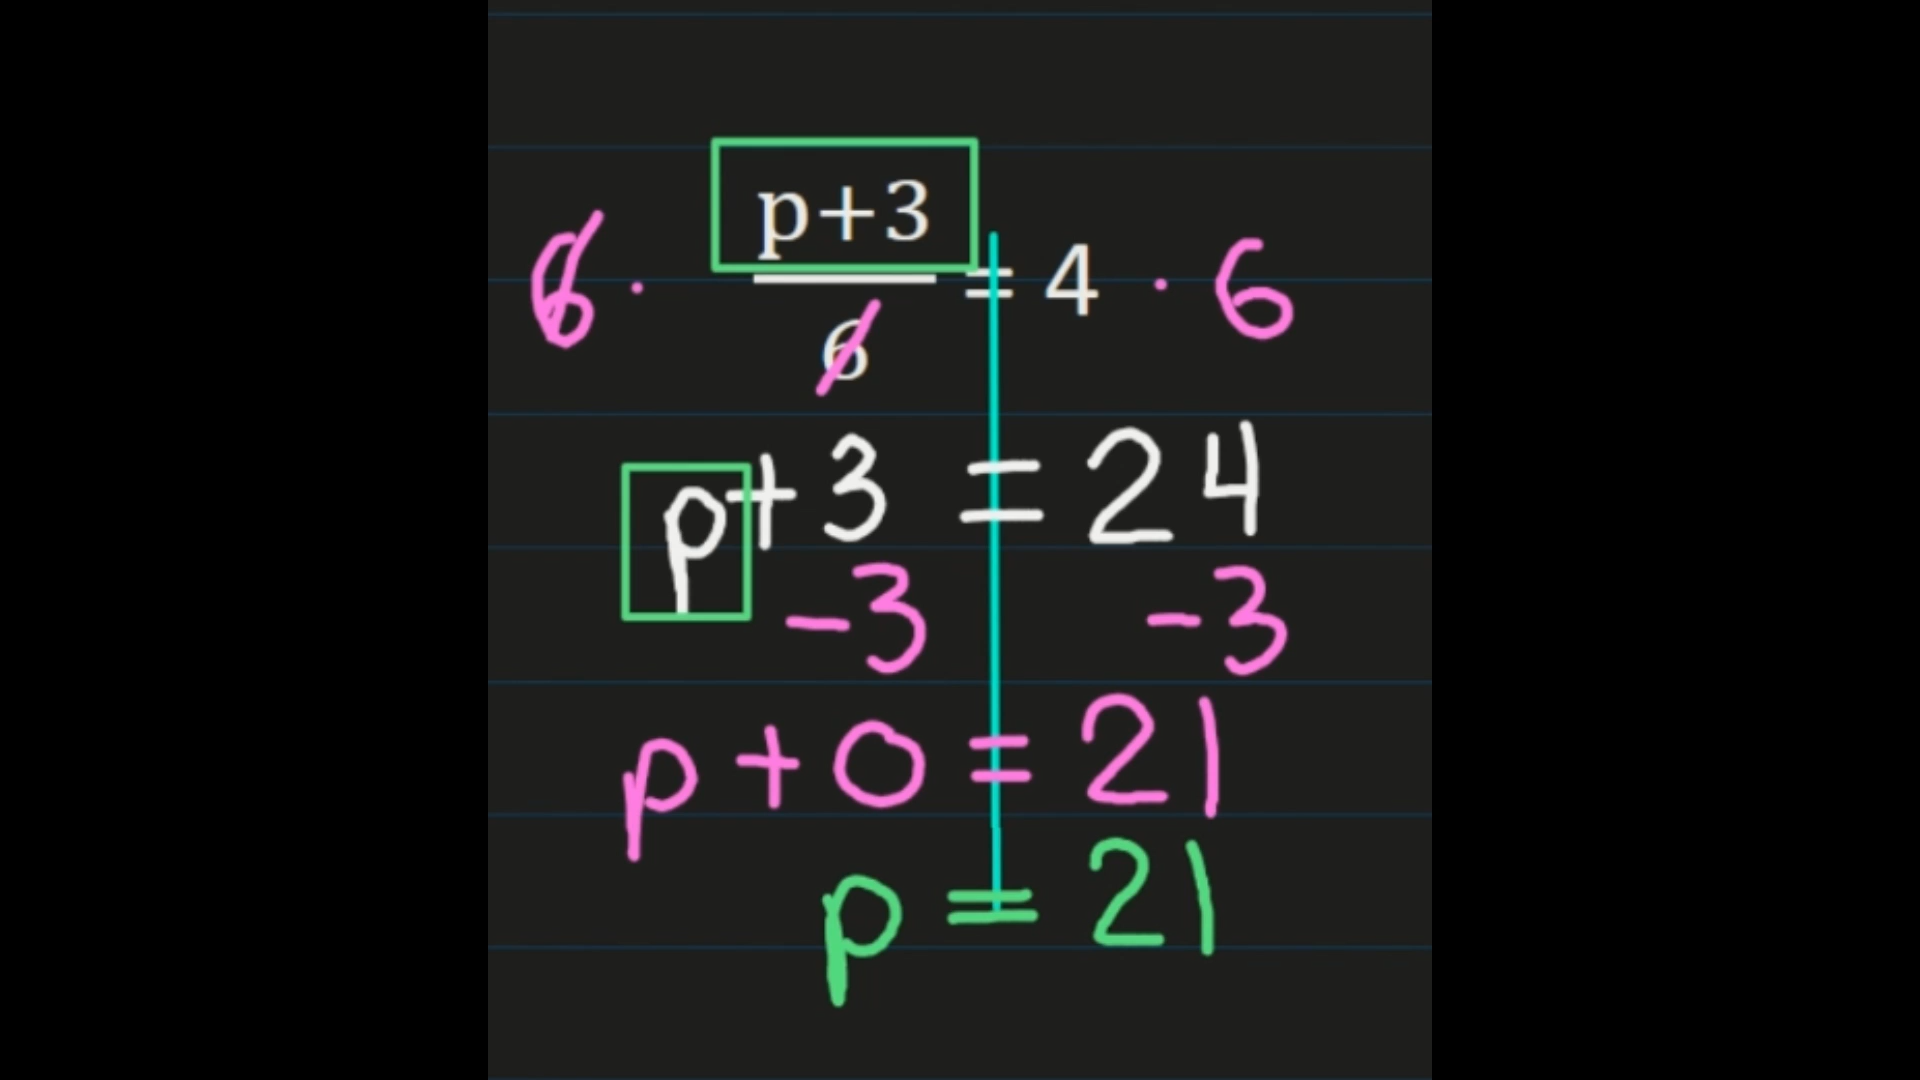 6 · p+3 = 4 · 6
6
p+3 = 24
-3 -3
p+0 = 21
p = 21